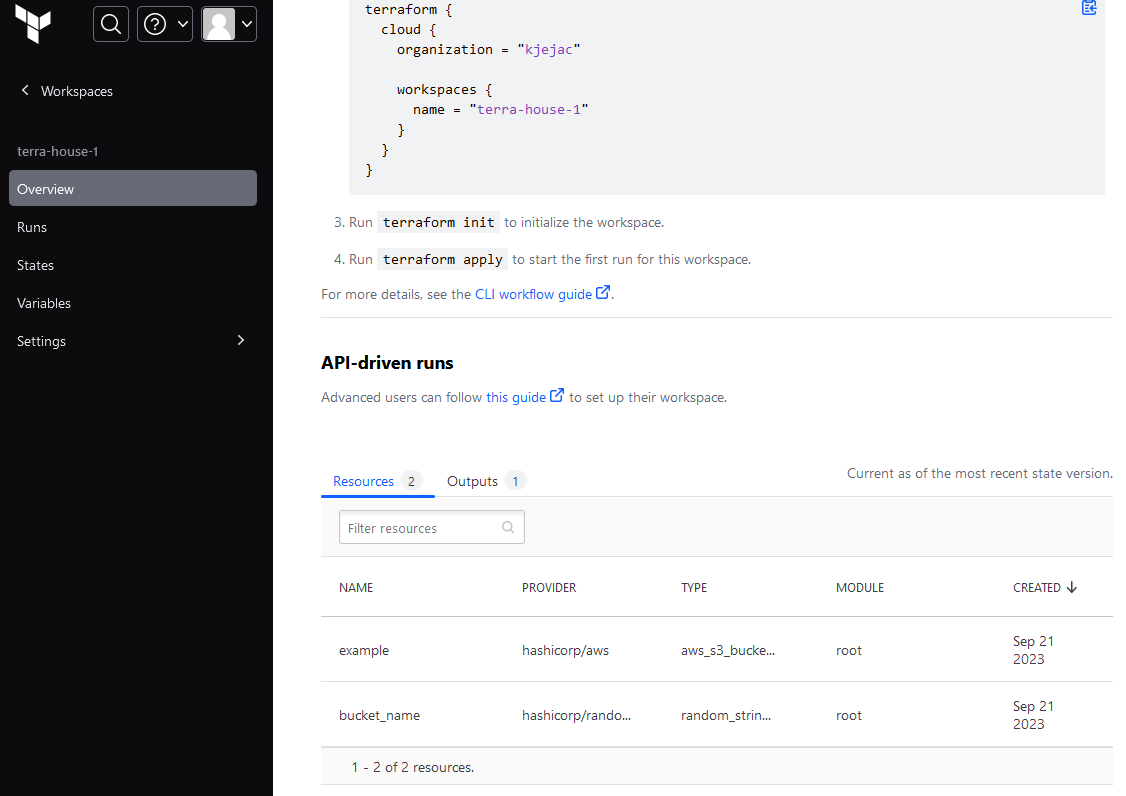 Workspaces
terra-house-1
Overview
Runs
States
Variables
Settings
terraform {
cloud {
organization = "kjejac"
workspaces {
name = "terra-house-1"
}
}
}
3. Run terraform init to initialize the workspace.
4. Run terraform apply to start the first run for this workspace.
For more details, see the CLI workflow guide.
API-driven runs
Advanced users can follow this guide to set up their workspace.
Resources 2 Outputs 1 Current as of the most recent state version.
Filter resources
NAME PROVIDER TYPE MODULE CREATED
example hashicorp/aws aws_s3_bucke... root Sep 21
2023
bucket_name hashicorp/rando... random_strin... root Sep 21
2023
1 - 2 of 2 resources.